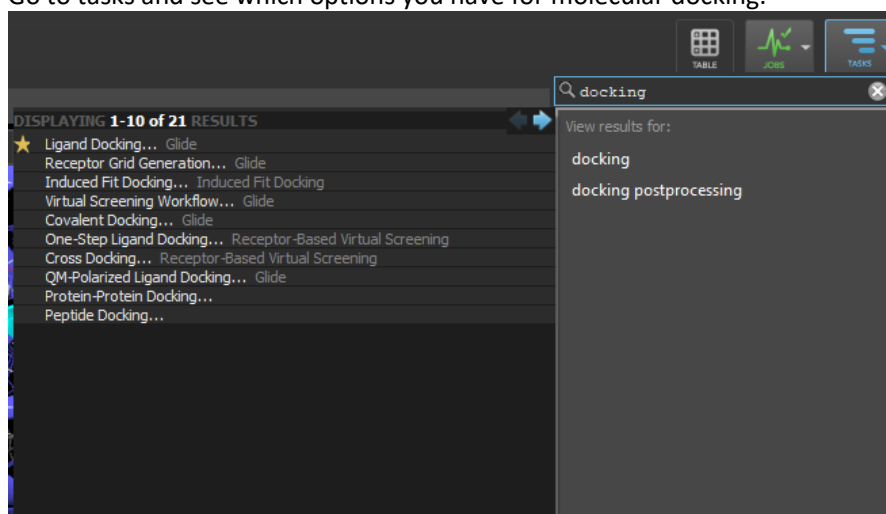 Go to tasks and see which options you have for molecular docking.
TABLE
JOBS
TASKS
docking
DISPLAYING 1-10 of 21 RESULTS
Ligand Docking... Glide
Receptor Grid Generation... Glide
Induced Fit Docking... Induced Fit Docking
Virtual Screening Workflow... Glide
Covalent Docking... Glide
One-Step Ligand Docking... Receptor-Based Virtual Screening
Cross Docking... Receptor-Based Virtual Screening
QM-Polarized Ligand Docking... Glide
Protein-Protein Docking...
Peptide Docking...
View results for:
docking
docking postprocessing